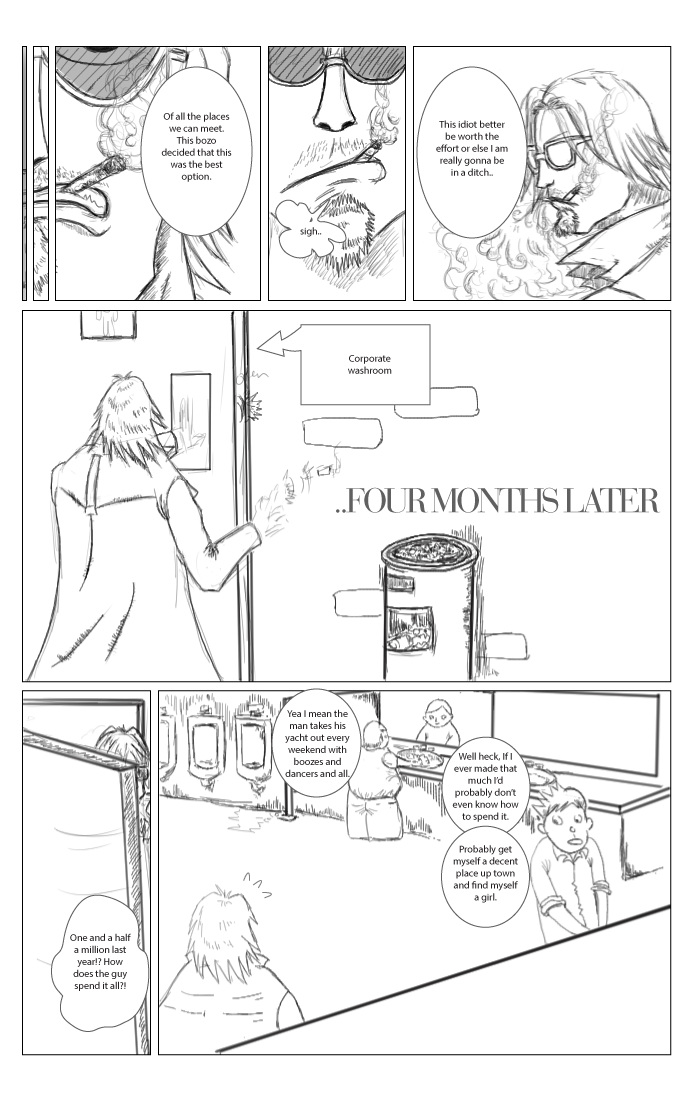 Of all the places
we can meet.
This bozo
decided that this
was the best
option.
sigh..
This idiot better
be worth the
effort or else I am
really gonna be
in a ditch..
Corporate
washroom
..FOUR MONTHS LATER
One and a half
a million last
year!? How
does the guy
spend it all?!
Yea I mean the
man takes his
yacht out every
weekend with
boozes and
dancers and all.
Well heck, If I
ever made that
much I'd
probably don't
even know how
to spend it.
Probably get
myself a decent
place up town
and find myself
a girl.